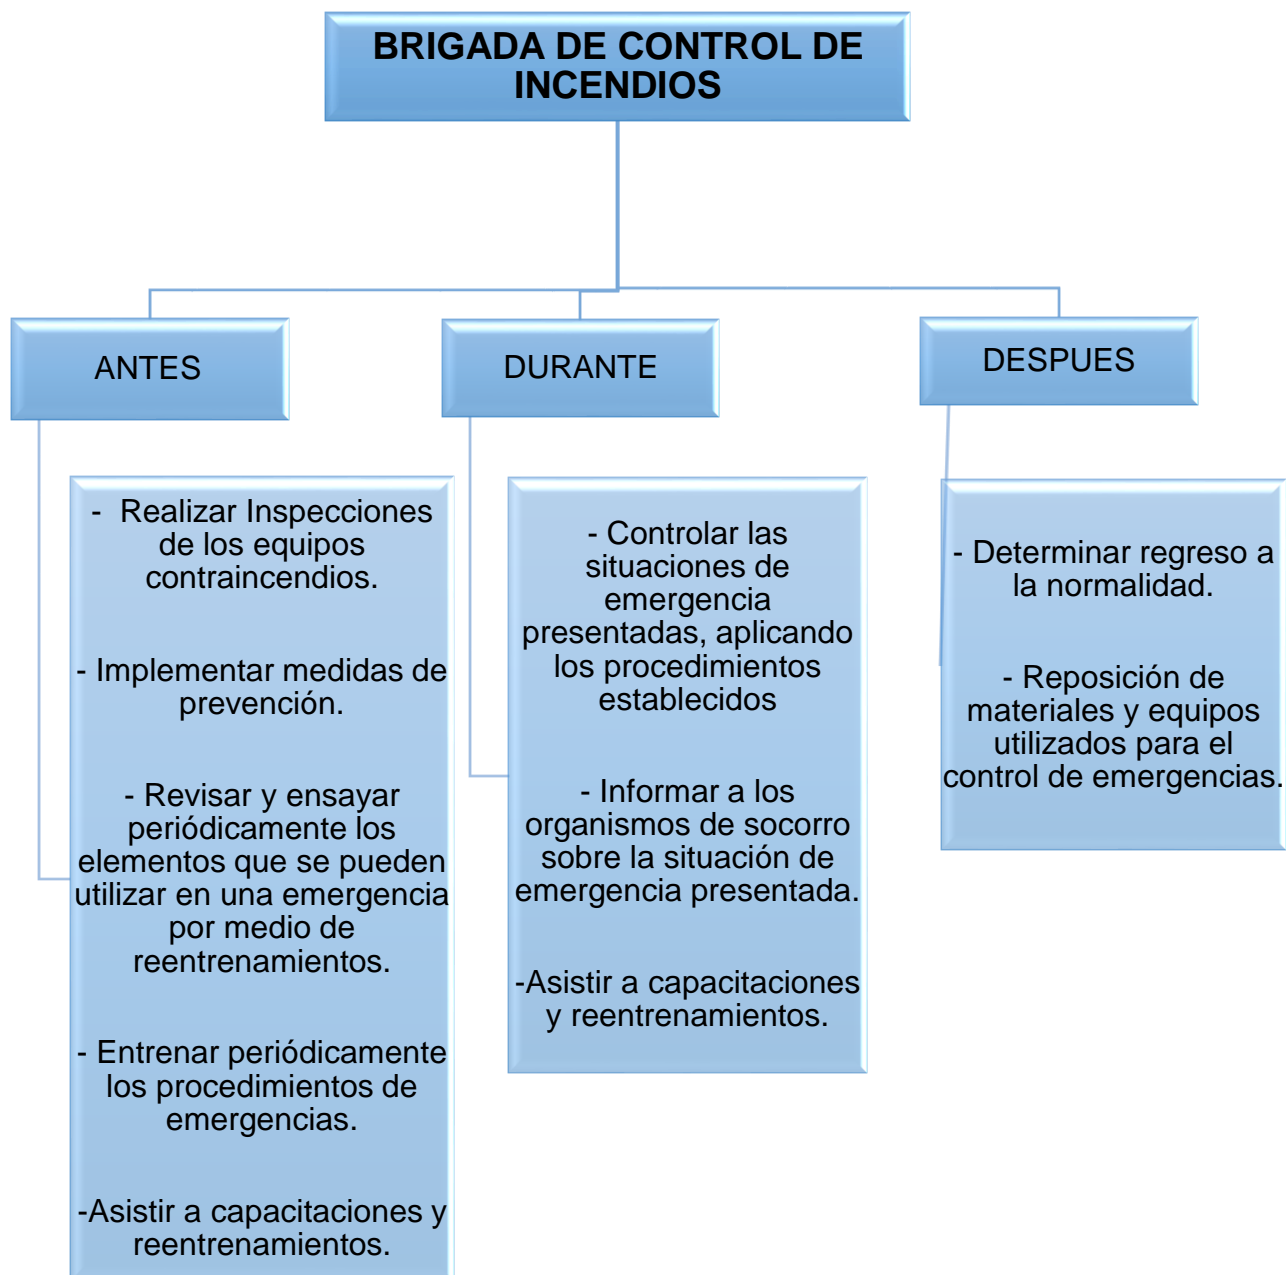 BRIGADA DE CONTROL DE
INCENDIOS
ANTES
- Realizar Inspecciones
de los equipos
contraincendios.
- Implementar medidas de
prevención.
- Revisar y ensayar
periódicamente los
elementos que se pueden
utilizar en una emergencia
por medio de
reentrenamientos.
- Entrenar periódicamente
los procedimientos de
emergencias.
-Asistir a capacitaciones y
reentrenamientos.
DURANTE
- Controlar las
situaciones de
emergencia
presentadas, aplicando
los procedimientos
establecidos
- Informar a los
organismos de socorro
sobre la situación de
emergencia presentada.
-Asistir a capacitaciones
y reentrenamientos.
DESPUES
- Determinar regreso a
la normalidad.
- Reposición de
materiales y equipos
utilizados para el
control de emergencias.